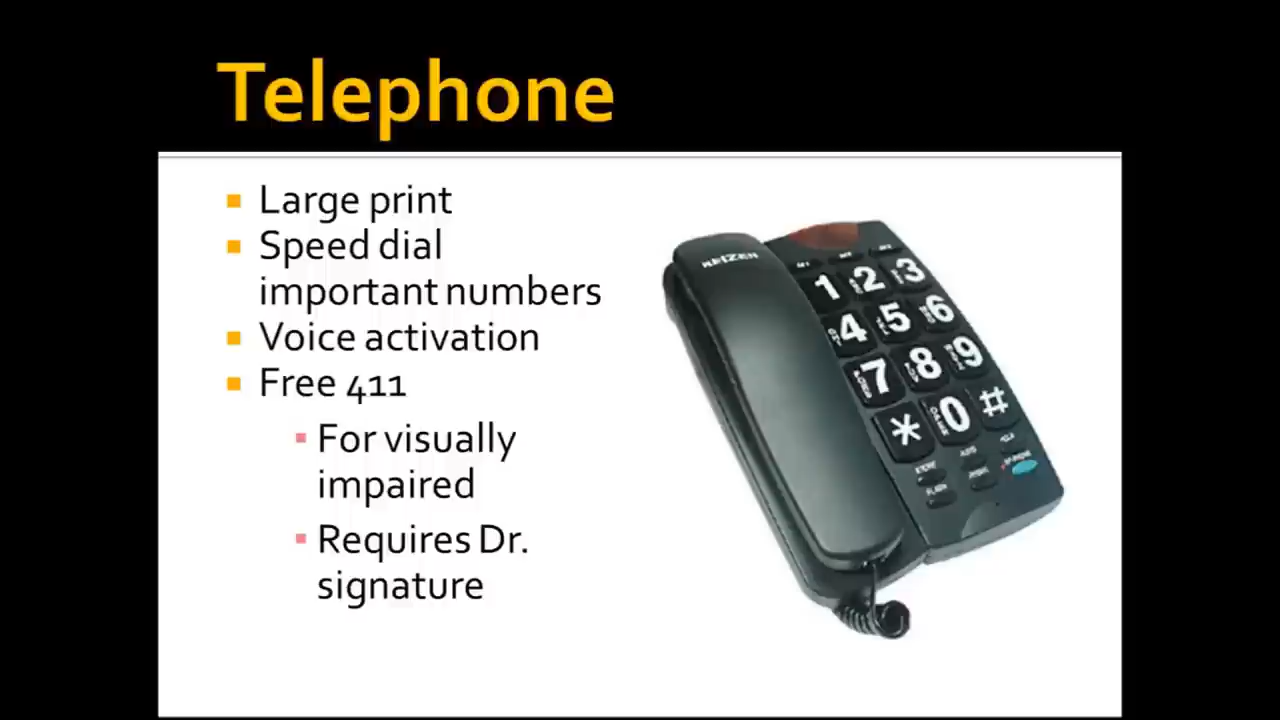 Telephone
Large print
Speed dial
important numbers
Voice activation
Free 411
For visually
impaired
Requires Dr.
signature
REIZEN
1 2 3
4 5 6
7 8 9
* 0 #